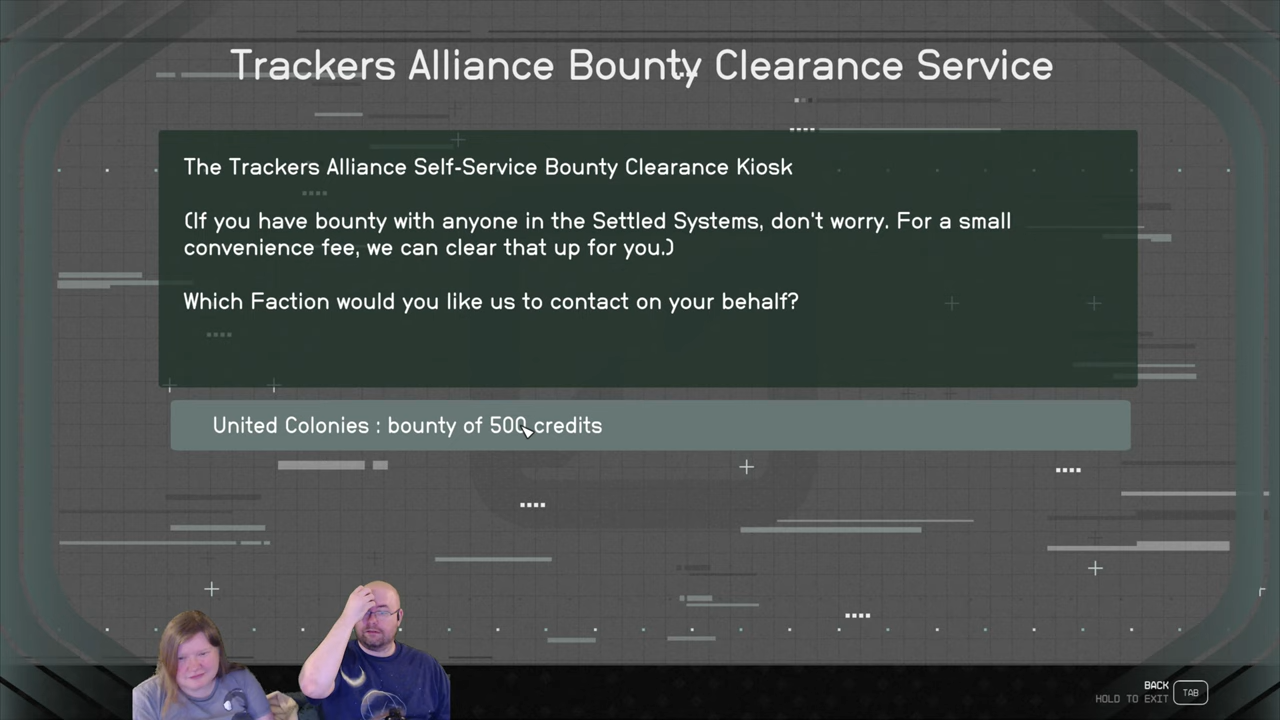 Trackers Alliance Bounty Clearance Service
The Trackers Alliance Self-Service Bounty Clearance Kiosk
(If you have bounty with anyone in the Settled Systems, don't worry. For a small
convenience fee, we can clear that up for you.)
Which Faction would you like us to contact on your behalf?
United Colonies : bounty of 500 credits
BACK
HOLD TO EXIT
TAB